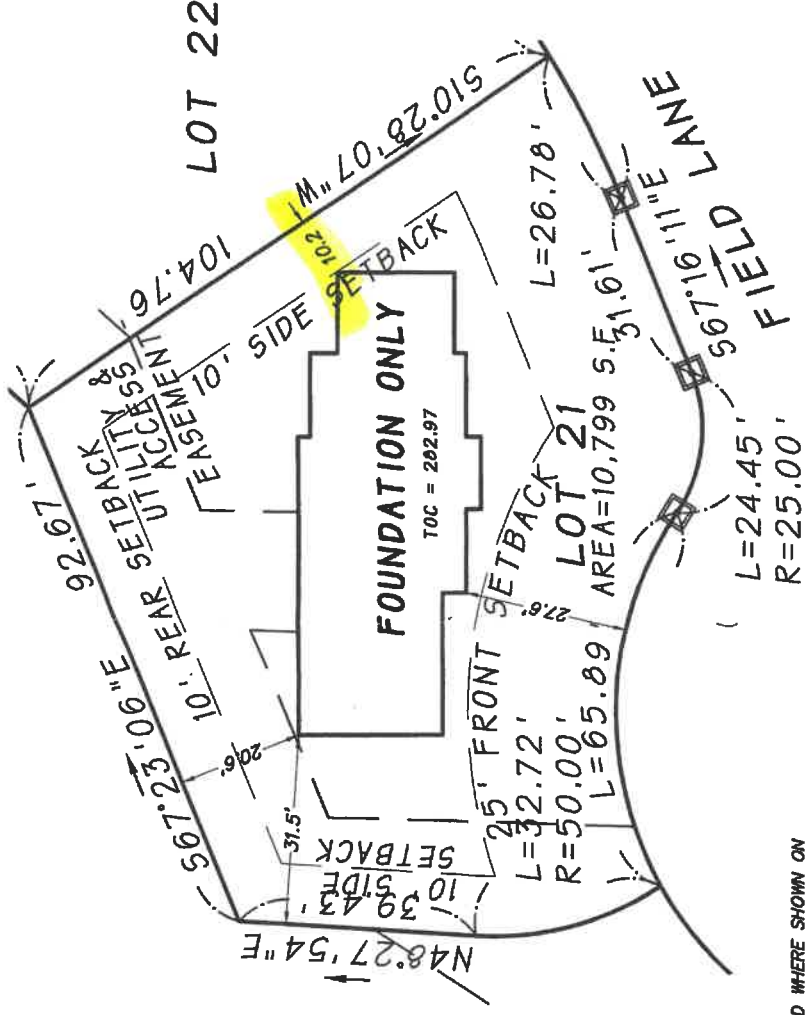 LOT 22
S10°28'07"W
104.76
10.2'
10' SIDE SETBACK
UTILITY &
ACCESS
EASEMENT
92.67'
S67°23'06"E
10' REAR SETBACK
20.6'
31.5'
FOUNDATION ONLY
TOC = 282.97
10' SIDE
SETBACK
39.43'
N48°27'54"E
25' FRONT SETBACK
27.6'
LOT 21
AREA=10,799 S.F.
L=26.78'
31.61'
S67°16'11"E
FIELD LANE
L=32.72'
R=50.00'
L=65.89
L=24.45'
R=25.00'
D WHERE SHOWN ON